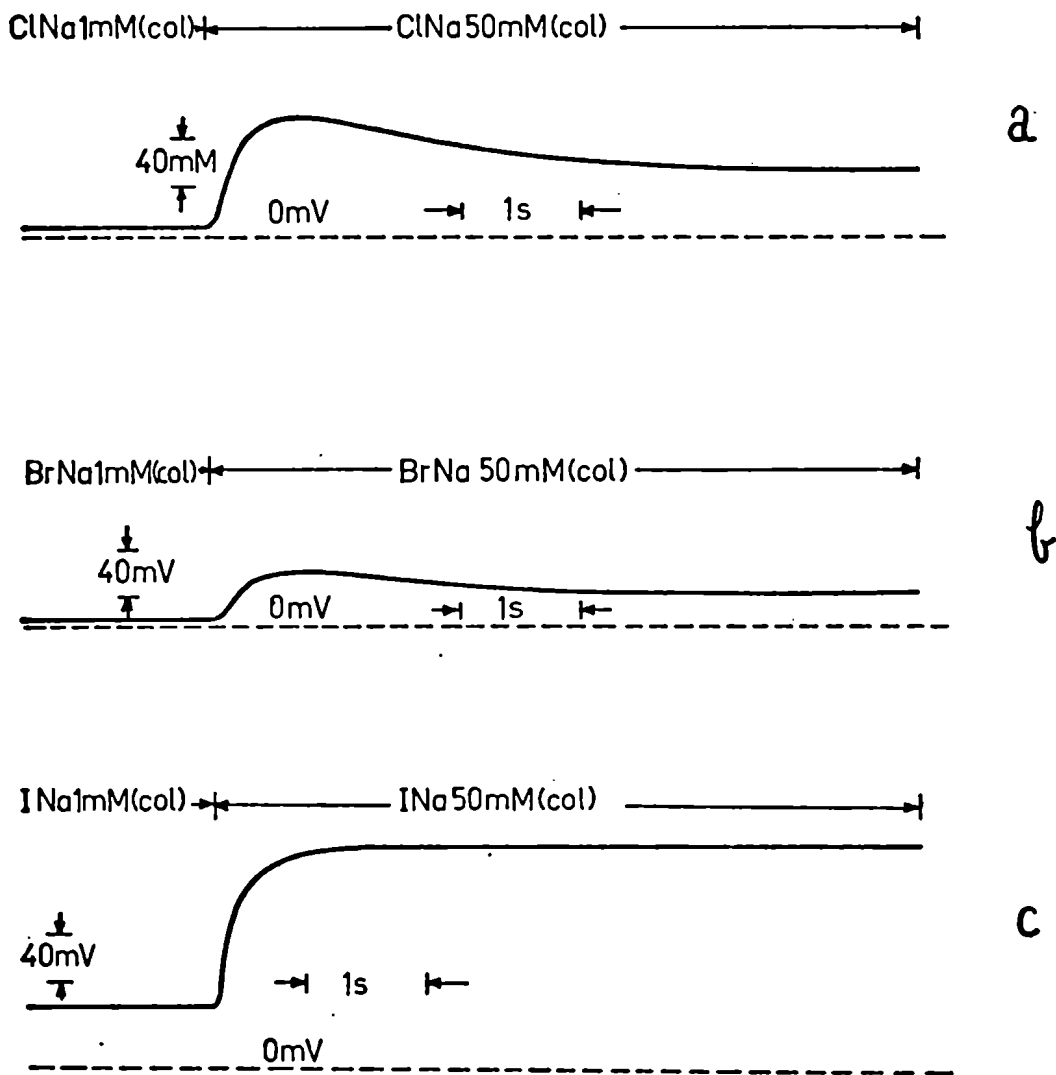 ClNa1mM(col) ClNa50mM(col)
a
40mM
0mV 1s
BrNa1mM(col) BrNa 50mM(col)
b
40mV
0mV 1s
INa1mM(col) INa50mM(col)
c
40mV 1s
0mV